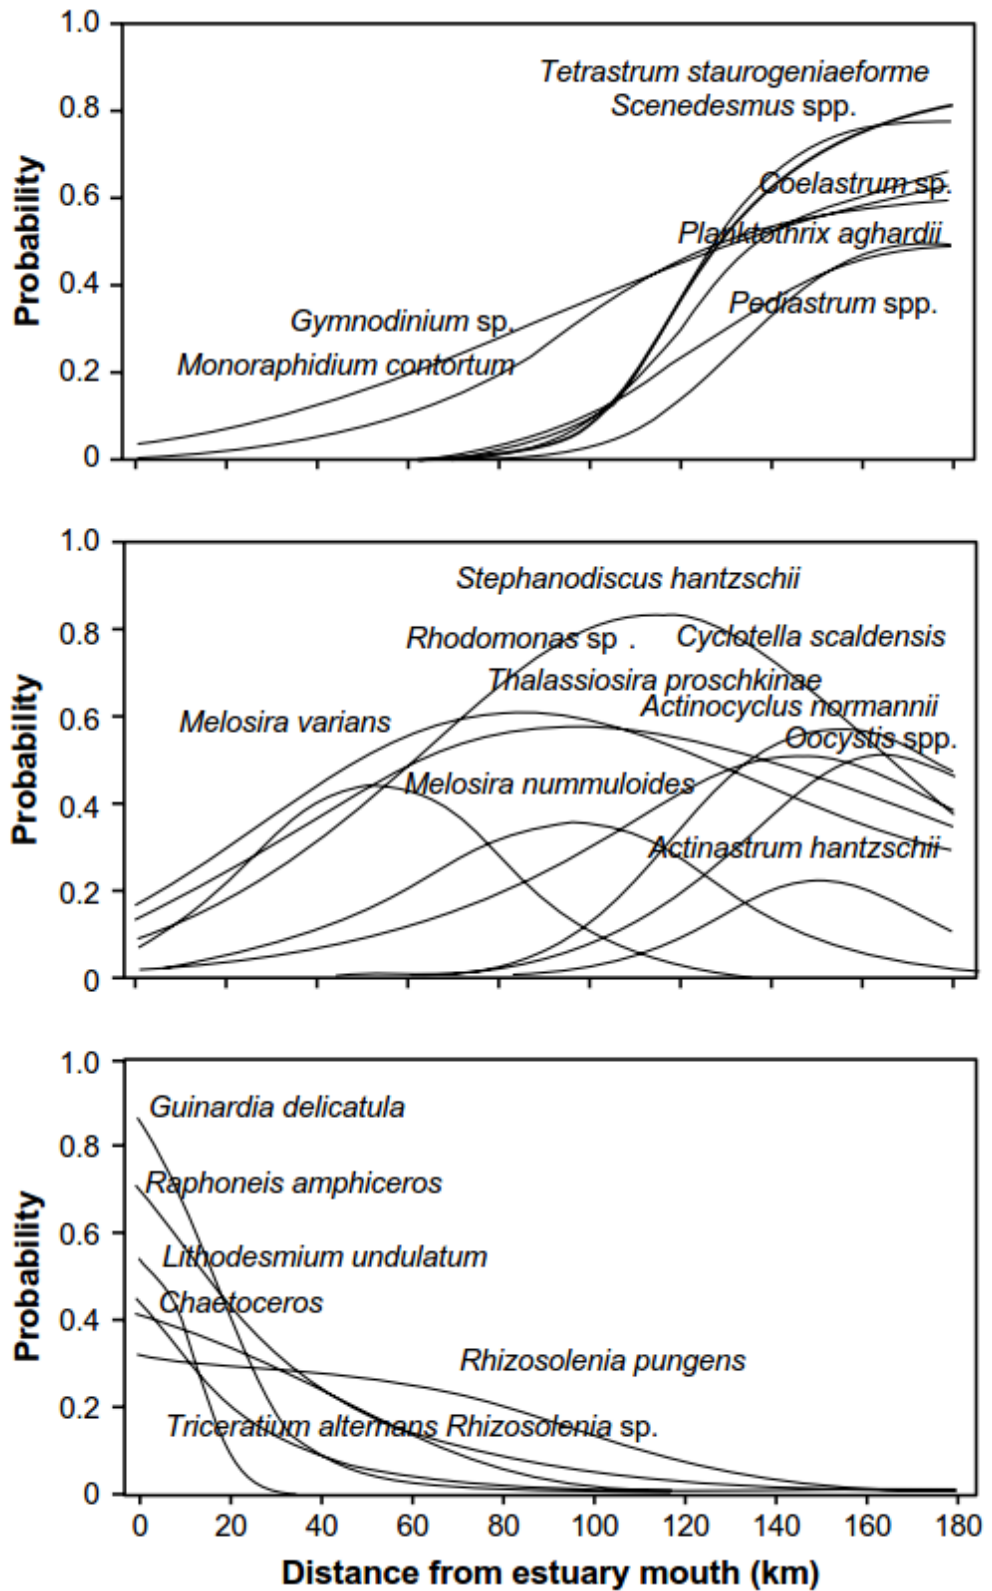 1.0
Tetrastrum staurogeniaeforme
0.8
Scenedesmus spp.
Probability
0.6
Coelastrum sp.
Planktothrix aghardii
0.4
Gymnodinium sp.
Pediastrum spp.
0.2
Monoraphidium contortum
0
1.0
Stephanodiscus hantzschii
0.8
Rhodomonas sp .
Cyclotella scaldensis
Thalassiosira proschkinae
Probability
0.6
Melosira varians
Actinocyclus normannii
Oocystis spp.
Melosira nummuloides
0.4
Actinastrum hantzschii
0.2
0
1.0
Guinardia delicatula
0.8
Raphoneis amphiceros
Probability
0.6
Lithodesmium undulatum
Chaetoceros
0.4
Rhizosolenia pungens
0.2
Triceratium alternans Rhizosolenia sp.
0
0 20 40 60 80 100 120 140 160 180
Distance from estuary mouth (km)